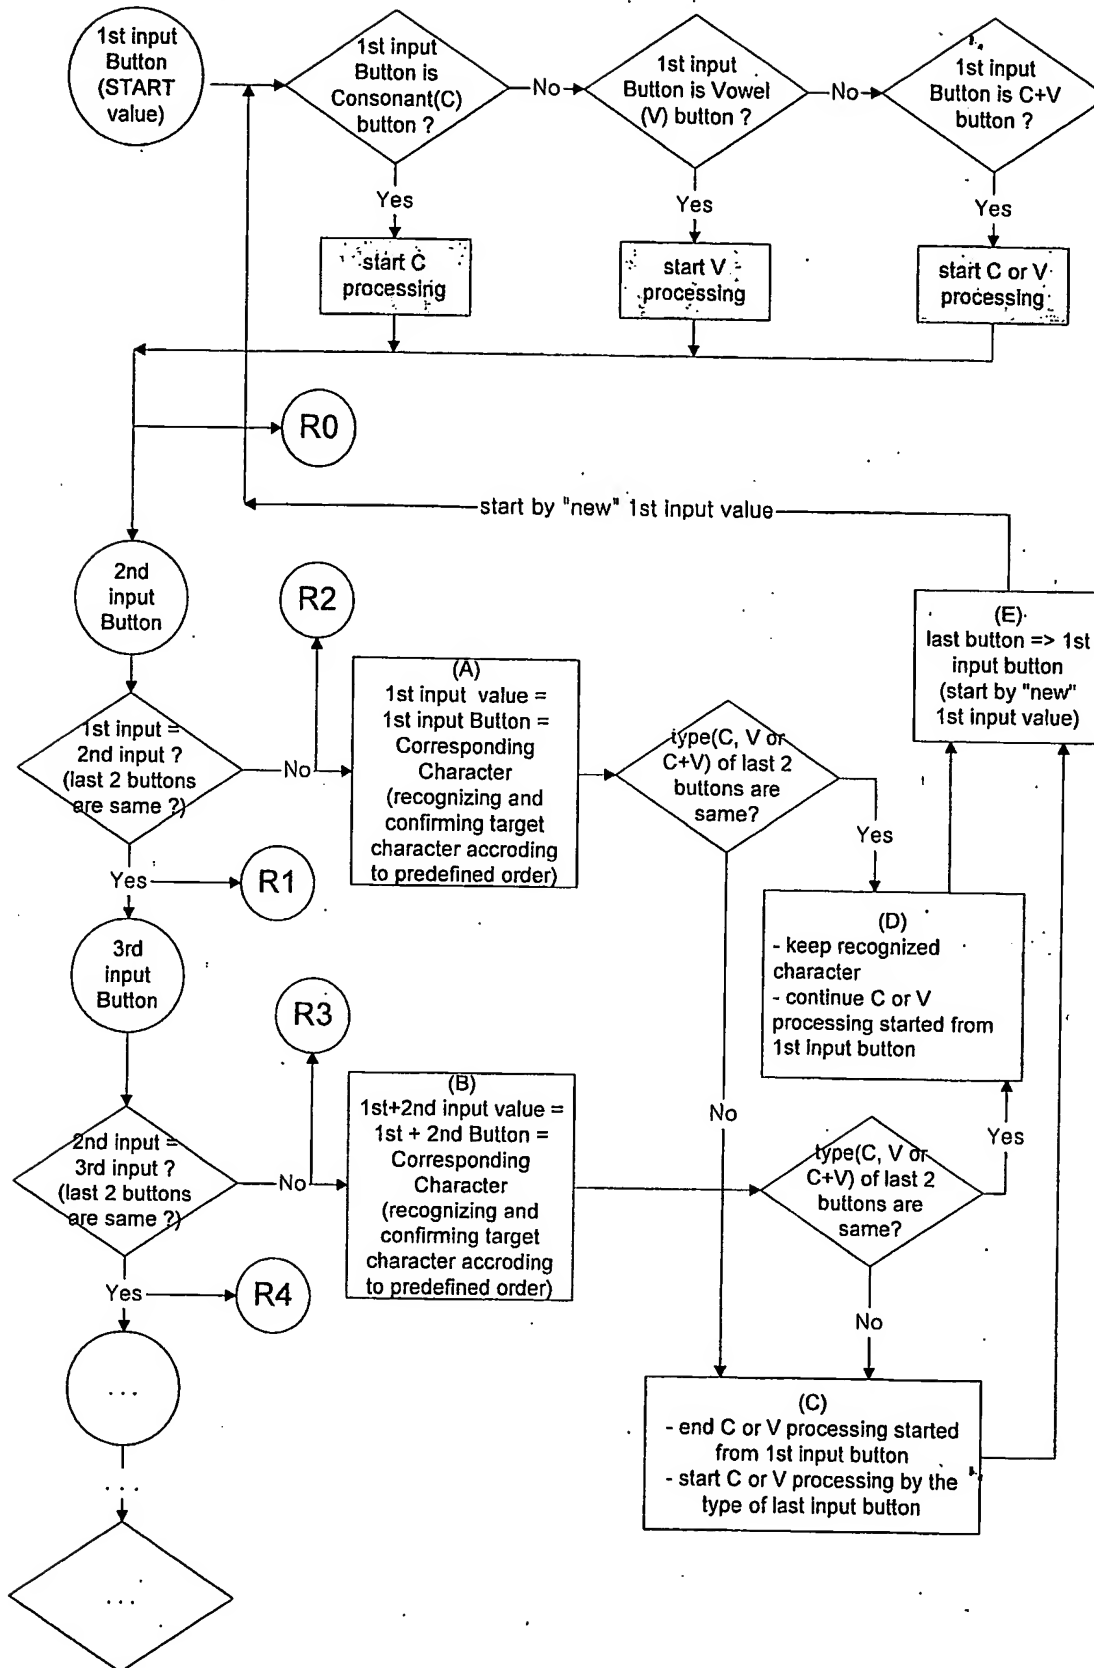 1st input
Button
(START
value)
1st input
Button is
Consonant(C)
button ?
No
1st input
Button is Vowel
(V) button ?
No
1st input
Button is C+V
button ?
Yes
Yes
Yes
start C
processing
start V
processing
start C or V
processing
R0
start by "new" 1st input value
2nd
input
Button
R2
(E)
last button => 1st
input button
(start by "new"
1st input value)
1st input =
2nd input ?
(last 2 buttons
are same ?)
No
(A)
1st input value =
1st input Button =
Corresponding
Character
(recognizing and
confirming target
character accroding
to predefined order)
type(C, V or
C+V) of last 2
buttons are
same?
Yes
Yes
R1
3rd
input
Button
(D)
- keep recognized
character
- continue C or V
processing started from
1st input button
R3
No
Yes
2nd input =
3rd input ?
(last 2 buttons
are same ?)
No
(B)
1st+2nd input value =
1st + 2nd Button =
Corresponding
Character
(recognizing and
confirming target
character accroding
to predefined order)
type(C, V or
C+V) of last 2
buttons are
same?
Yes
R4
No
...
(C)
- end C or V processing started
from 1st input button
- start C or V processing by the
type of last input button
...
...